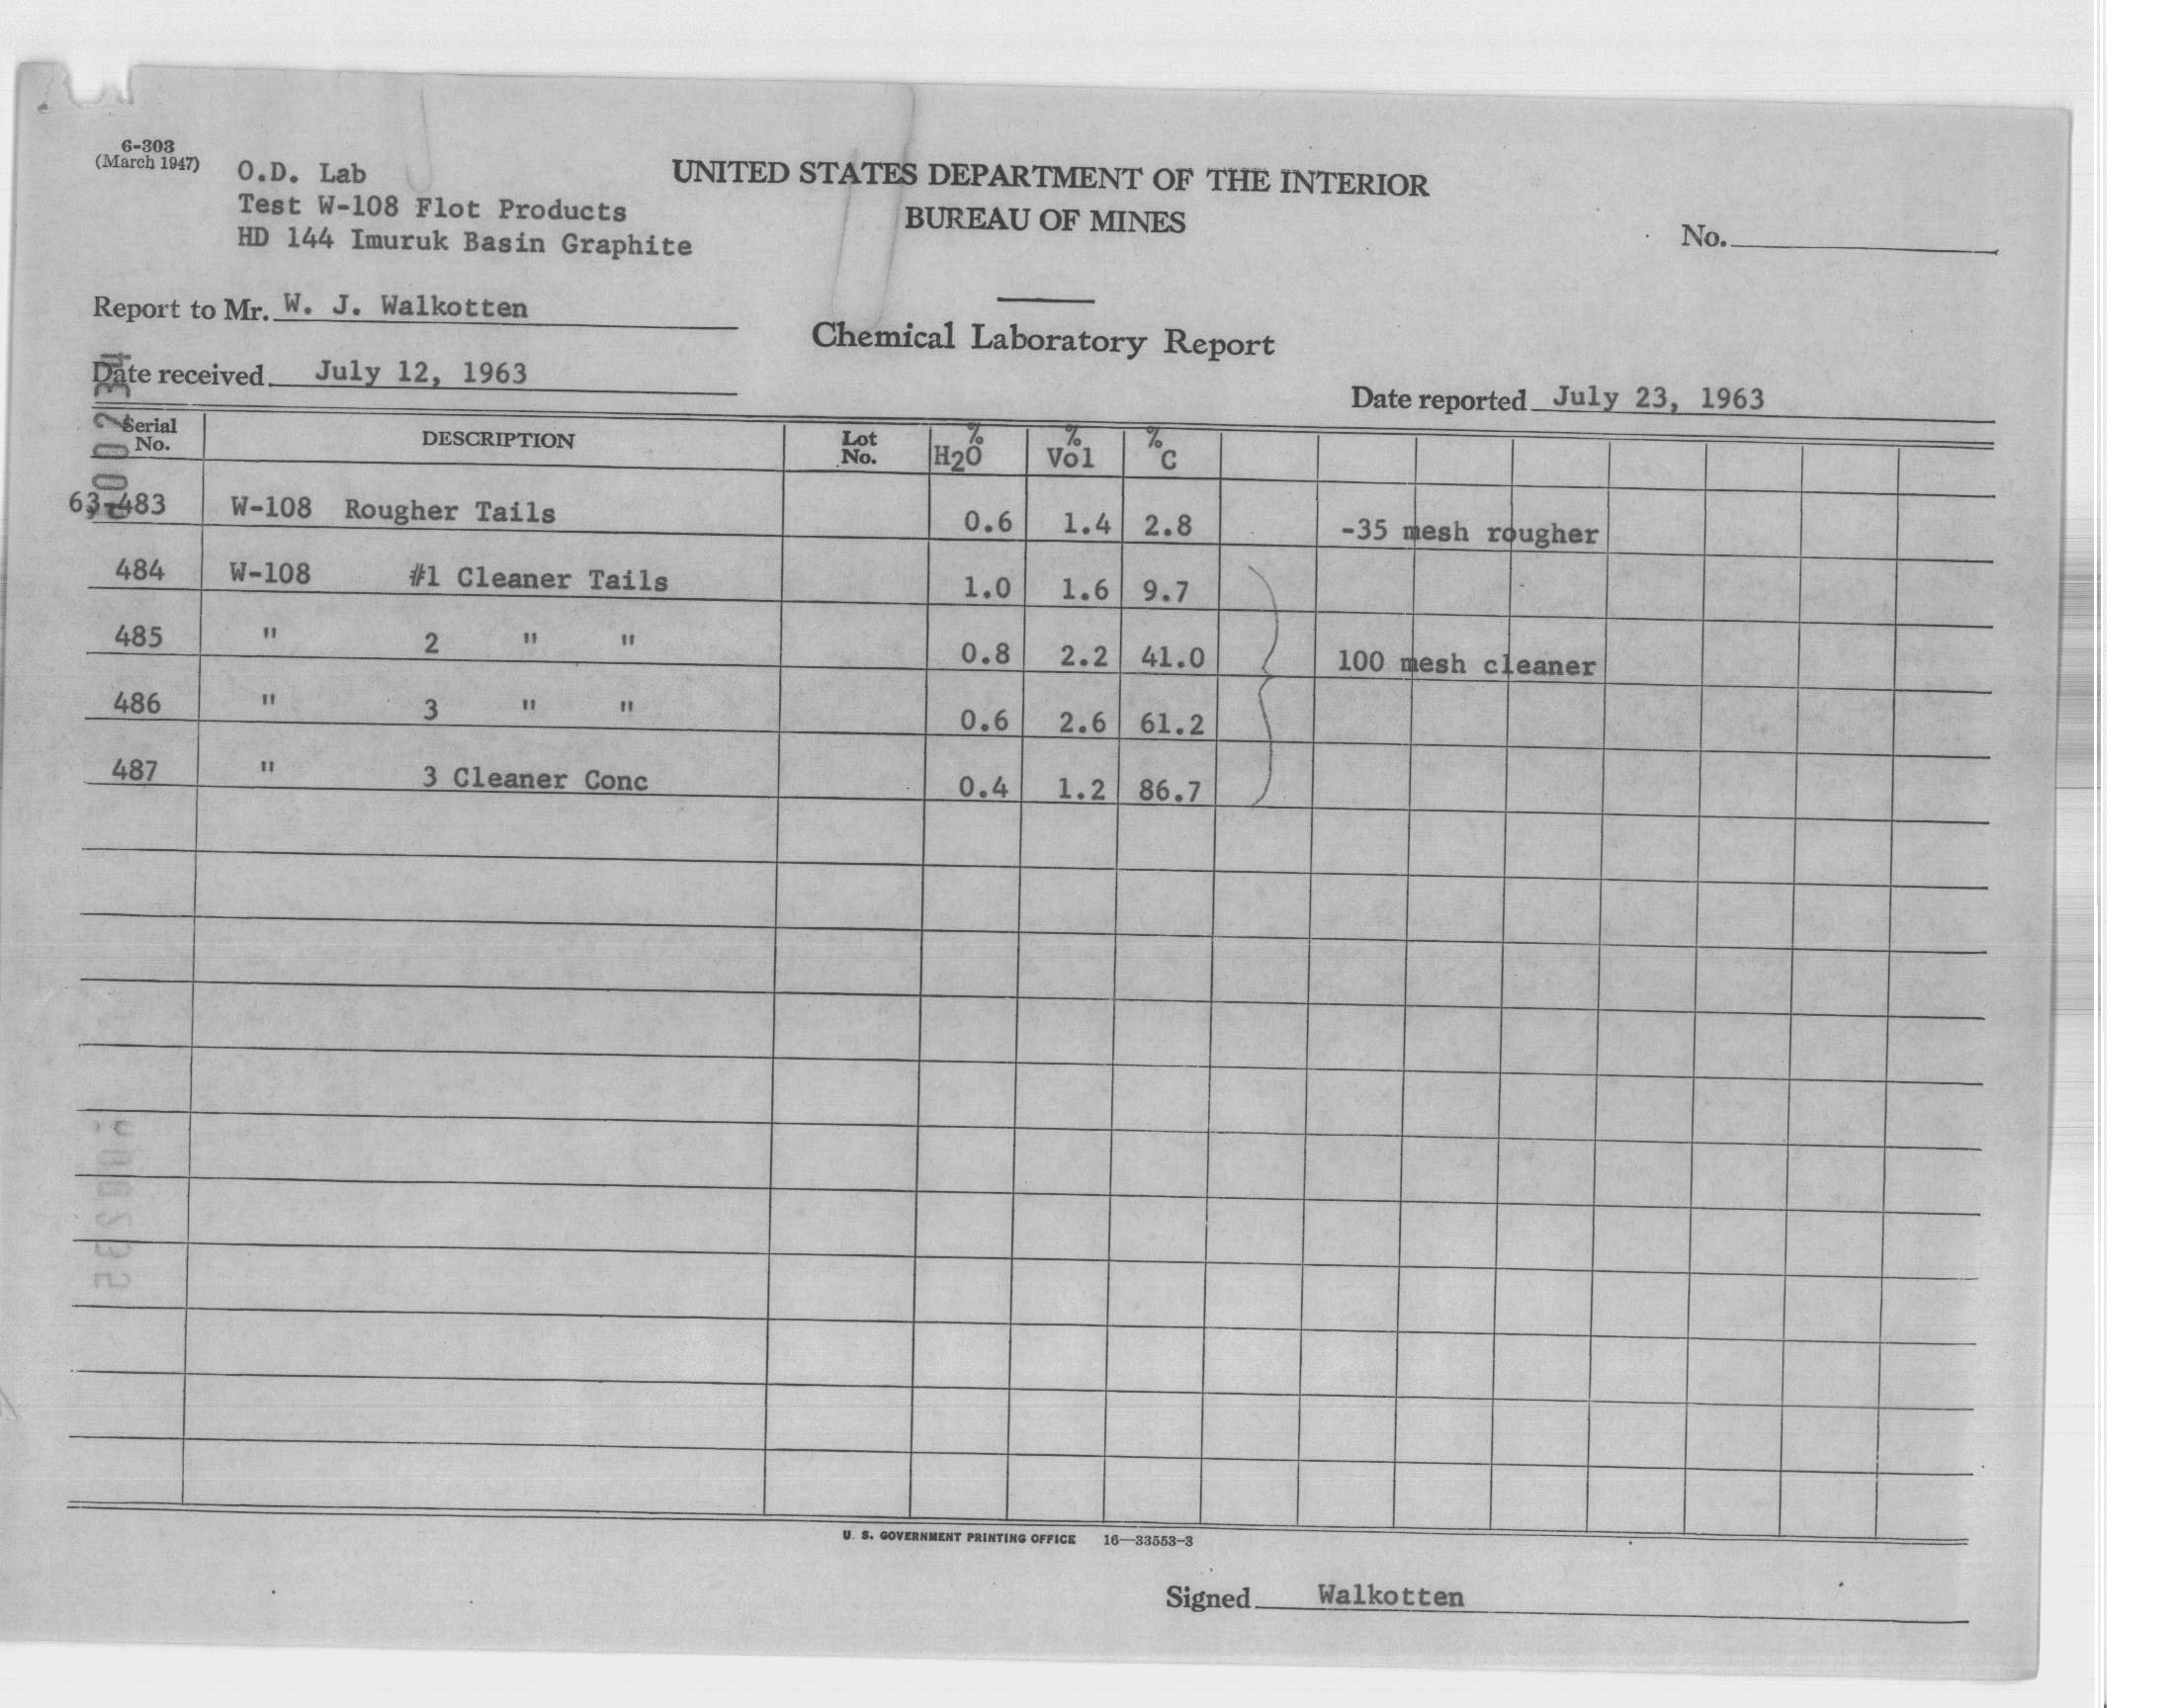 6-303
(March 1947)
O.D. Lab
Test W-108 Flot Products
HD 144 Imuruk Basin Graphite
UNITED STATES DEPARTMENT OF THE INTERIOR
BUREAU OF MINES
No.
Report to Mr. W. J. Walkotten
Chemical Laboratory Report
Date received July 12, 1963
Date reported July 23, 1963
Serial No. DESCRIPTION Lot No. % H2O % Vol % C
63-483 W-108 Rougher Tails 0.6 1.4 2.8 -35 mesh rougher
484 W-108 #1 Cleaner Tails 1.0 1.6 9.7
485 " 2 " " 0.8 2.2 41.0 100 mesh cleaner
486 " 3 " " 0.6 2.6 61.2
487 " 3 Cleaner Conc 0.4 1.2 86.7
U. S. GOVERNMENT PRINTING OFFICE 16—33553-3
Signed Walkotten